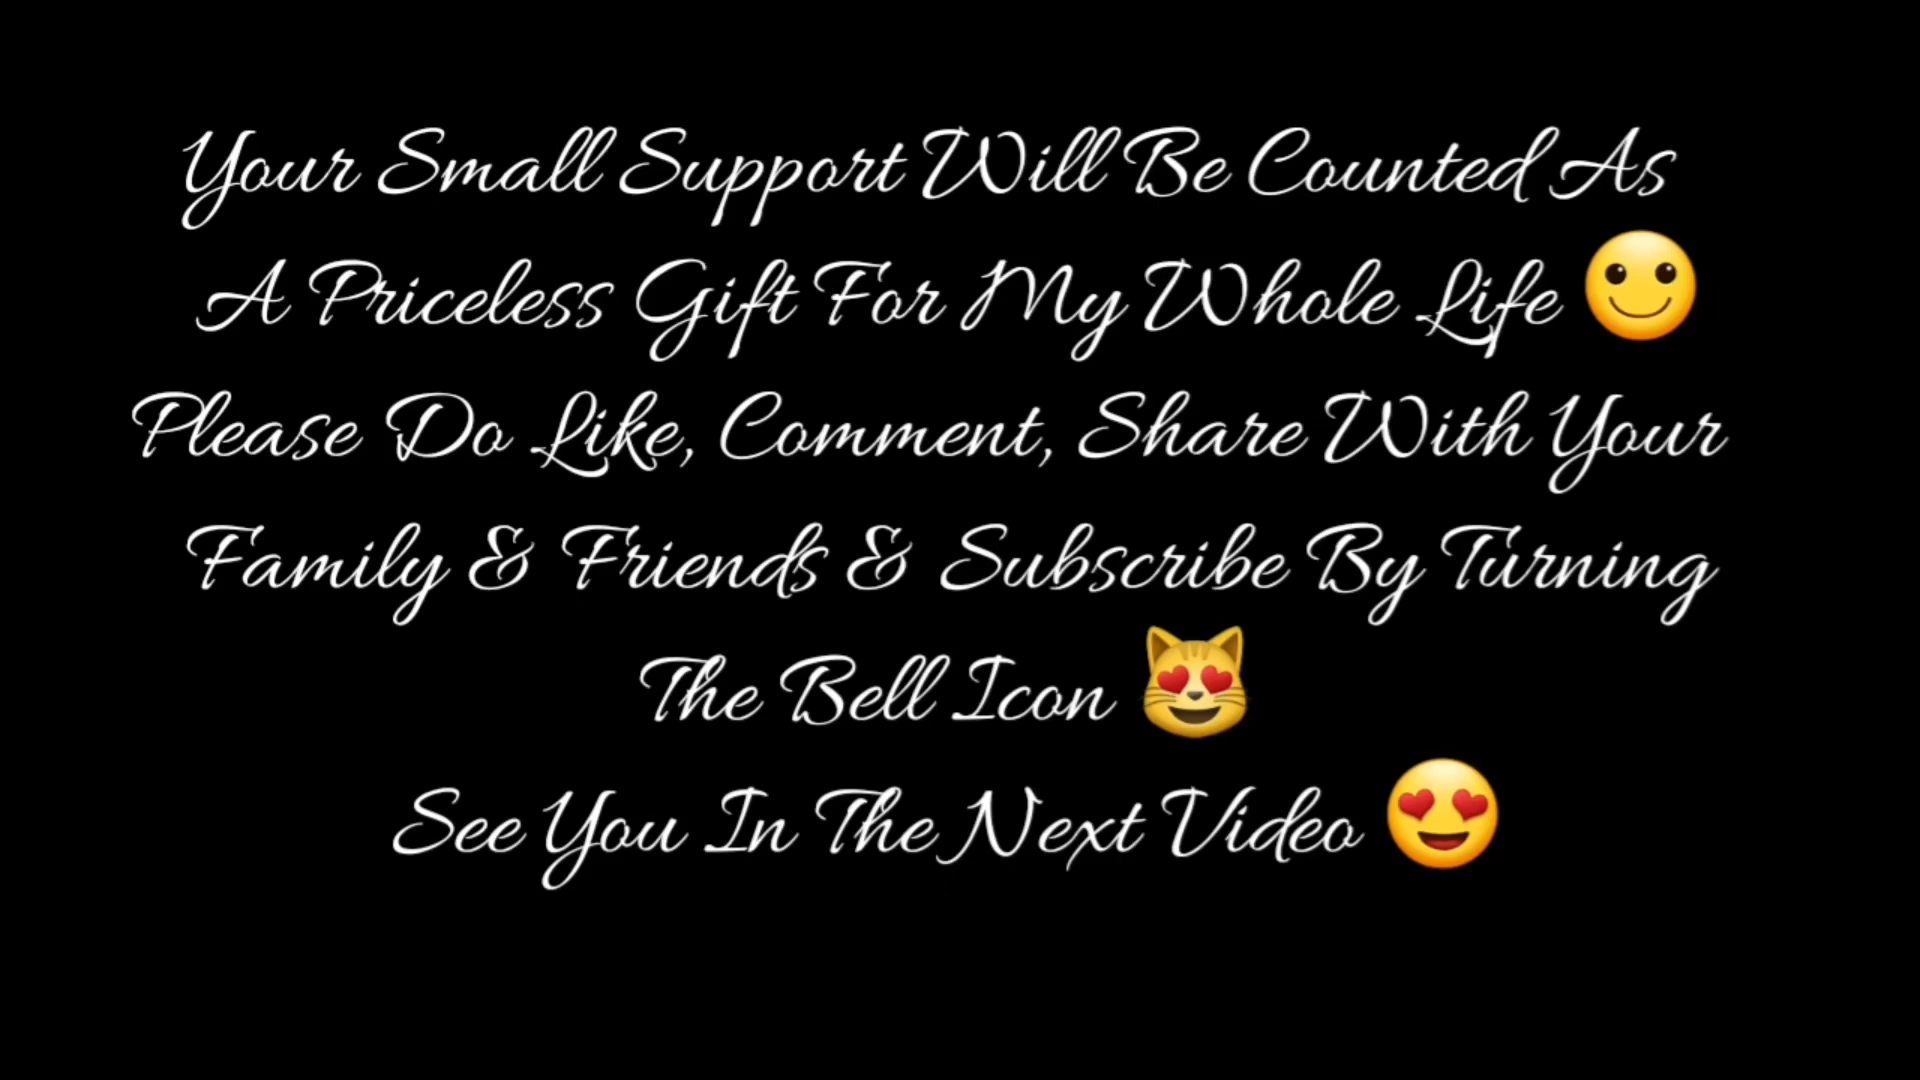 Your Small Support Will Be Counted As
A Priceless Gift For My Whole Life 🙂
Please Do Like, Comment, Share With Your
Family & Friends & Subscribe By Turning
The Bell Icon 😻
See You In The Next Video 😍